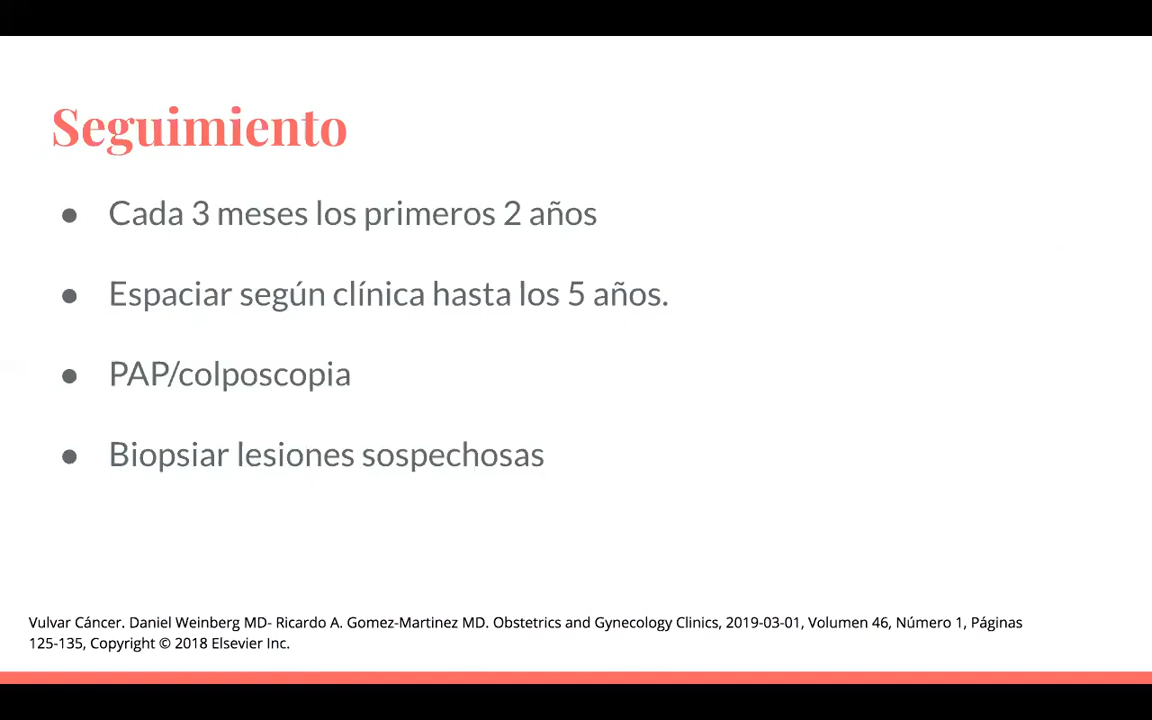 Seguimiento
● Cada 3 meses los primeros 2 años
● Espaciar según clínica hasta los 5 años.
● PAP/colposcopia
● Biopsiar lesiones sospechosas
Vulvar Cáncer. Daniel Weinberg MD- Ricardo A. Gomez-Martinez MD. Obstetrics and Gynecology Clinics, 2019-03-01, Volumen 46, Número 1, Páginas
125-135, Copyright © 2018 Elsevier Inc.